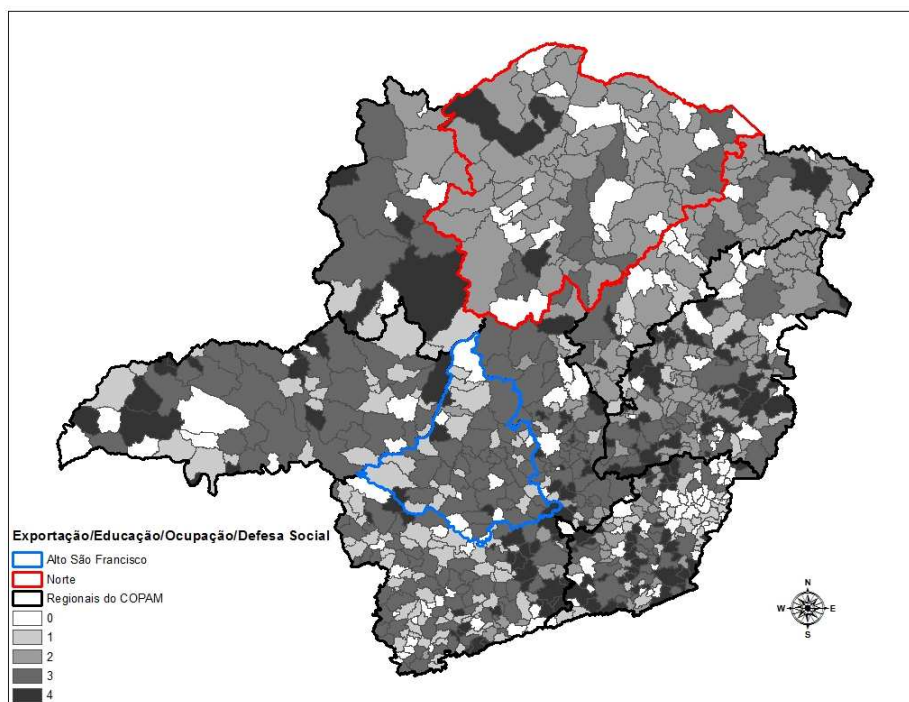 Exportação/Educação/Ocupação/Defesa Social
Alto São Francisco
Norte
Regionais do COPAM
0
1
2
3
4
N
W E
S